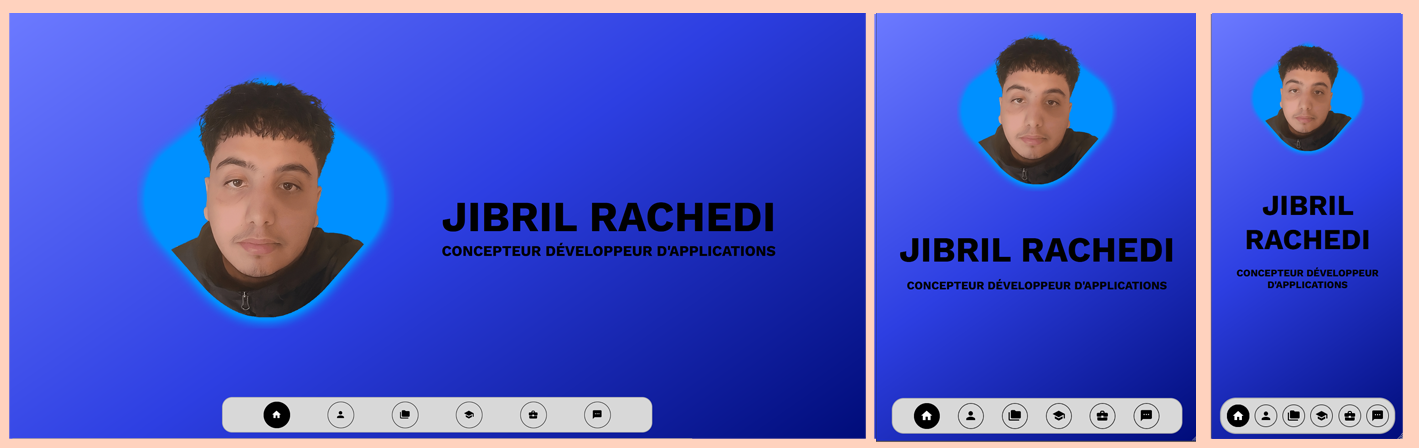 JIBRIL RACHEDI
CONCEPTEUR DÉVELOPPEUR D'APPLICATIONS
JIBRIL RACHEDI
CONCEPTEUR DÉVELOPPEUR D'APPLICATIONS
JIBRIL
RACHEDI
CONCEPTEUR DÉVELOPPEUR
D'APPLICATIONS